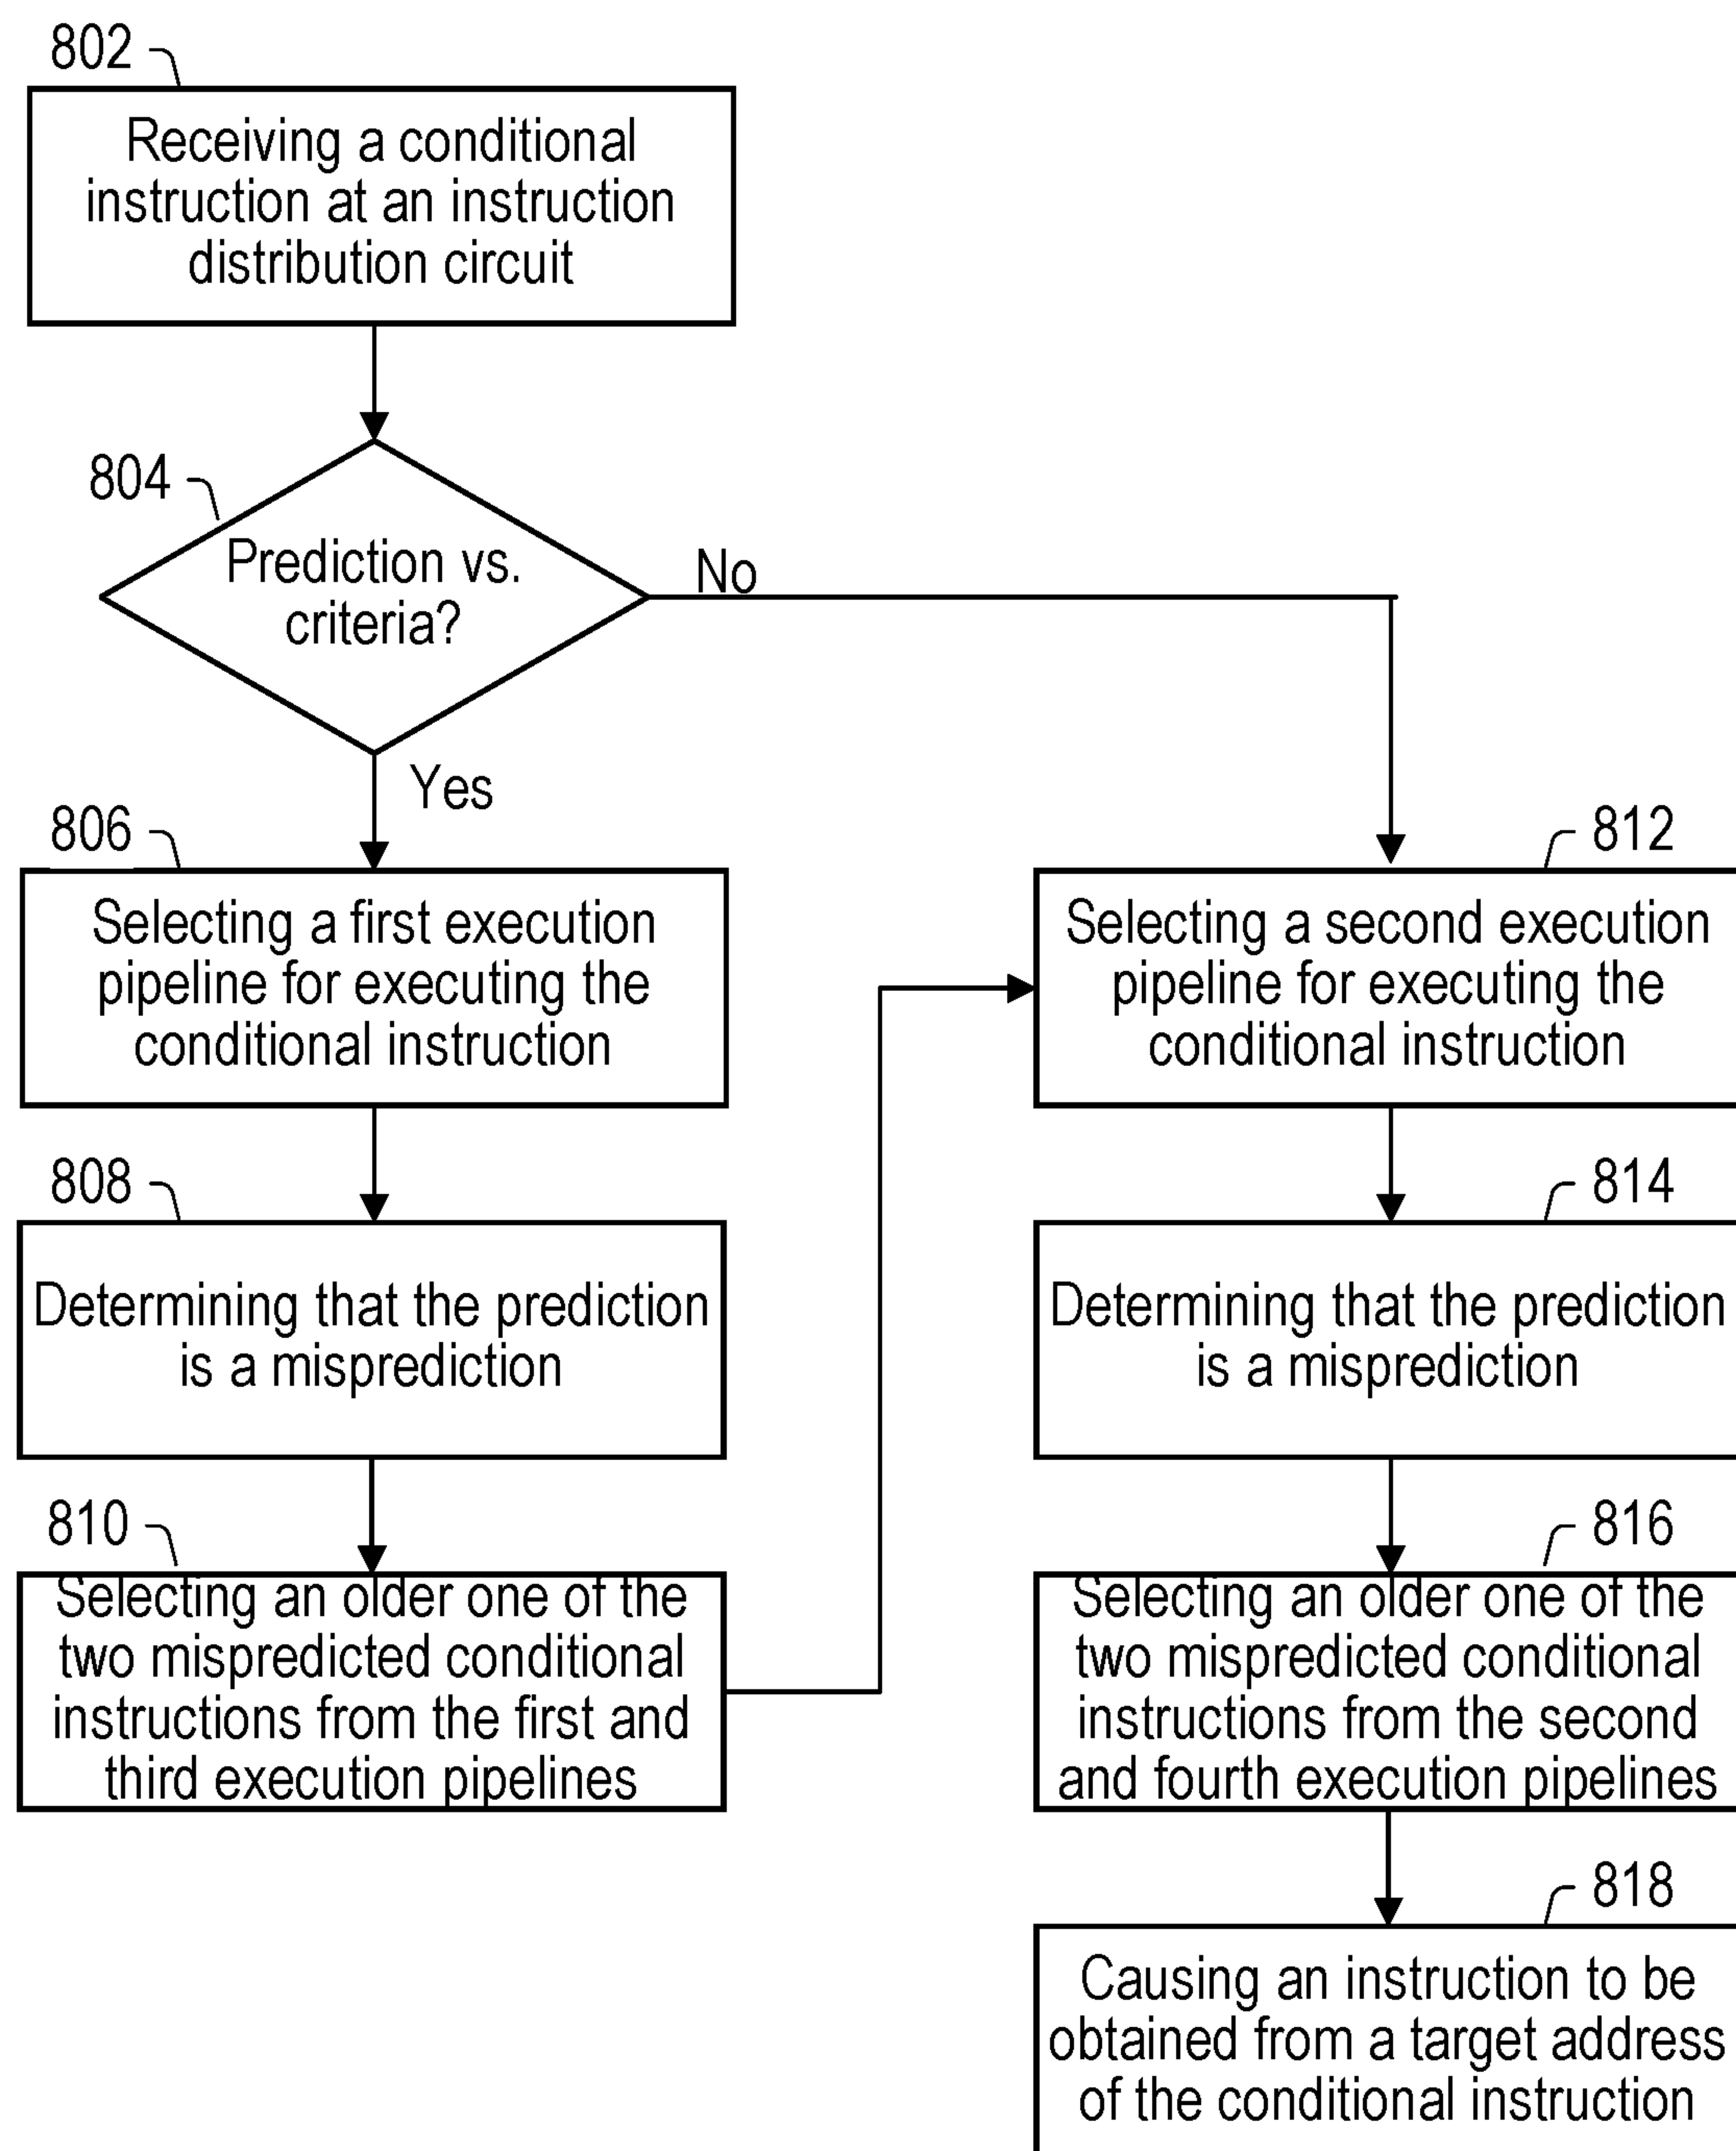 802
Receiving a conditional
instruction at an instruction
distribution circuit
804
Prediction vs.
criteria?
No
Yes
806
Selecting a first execution
pipeline for executing the
conditional instruction
808
Determining that the prediction
is a misprediction
810
Selecting an older one of the
two mispredicted conditional
instructions from the first and
third execution pipelines
812
Selecting a second execution
pipeline for executing the
conditional instruction
814
Determining that the prediction
is a misprediction
816
Selecting an older one of the
two mispredicted conditional
instructions from the second
and fourth execution pipelines
818
Causing an instruction to be
obtained from a target address
of the conditional instruction